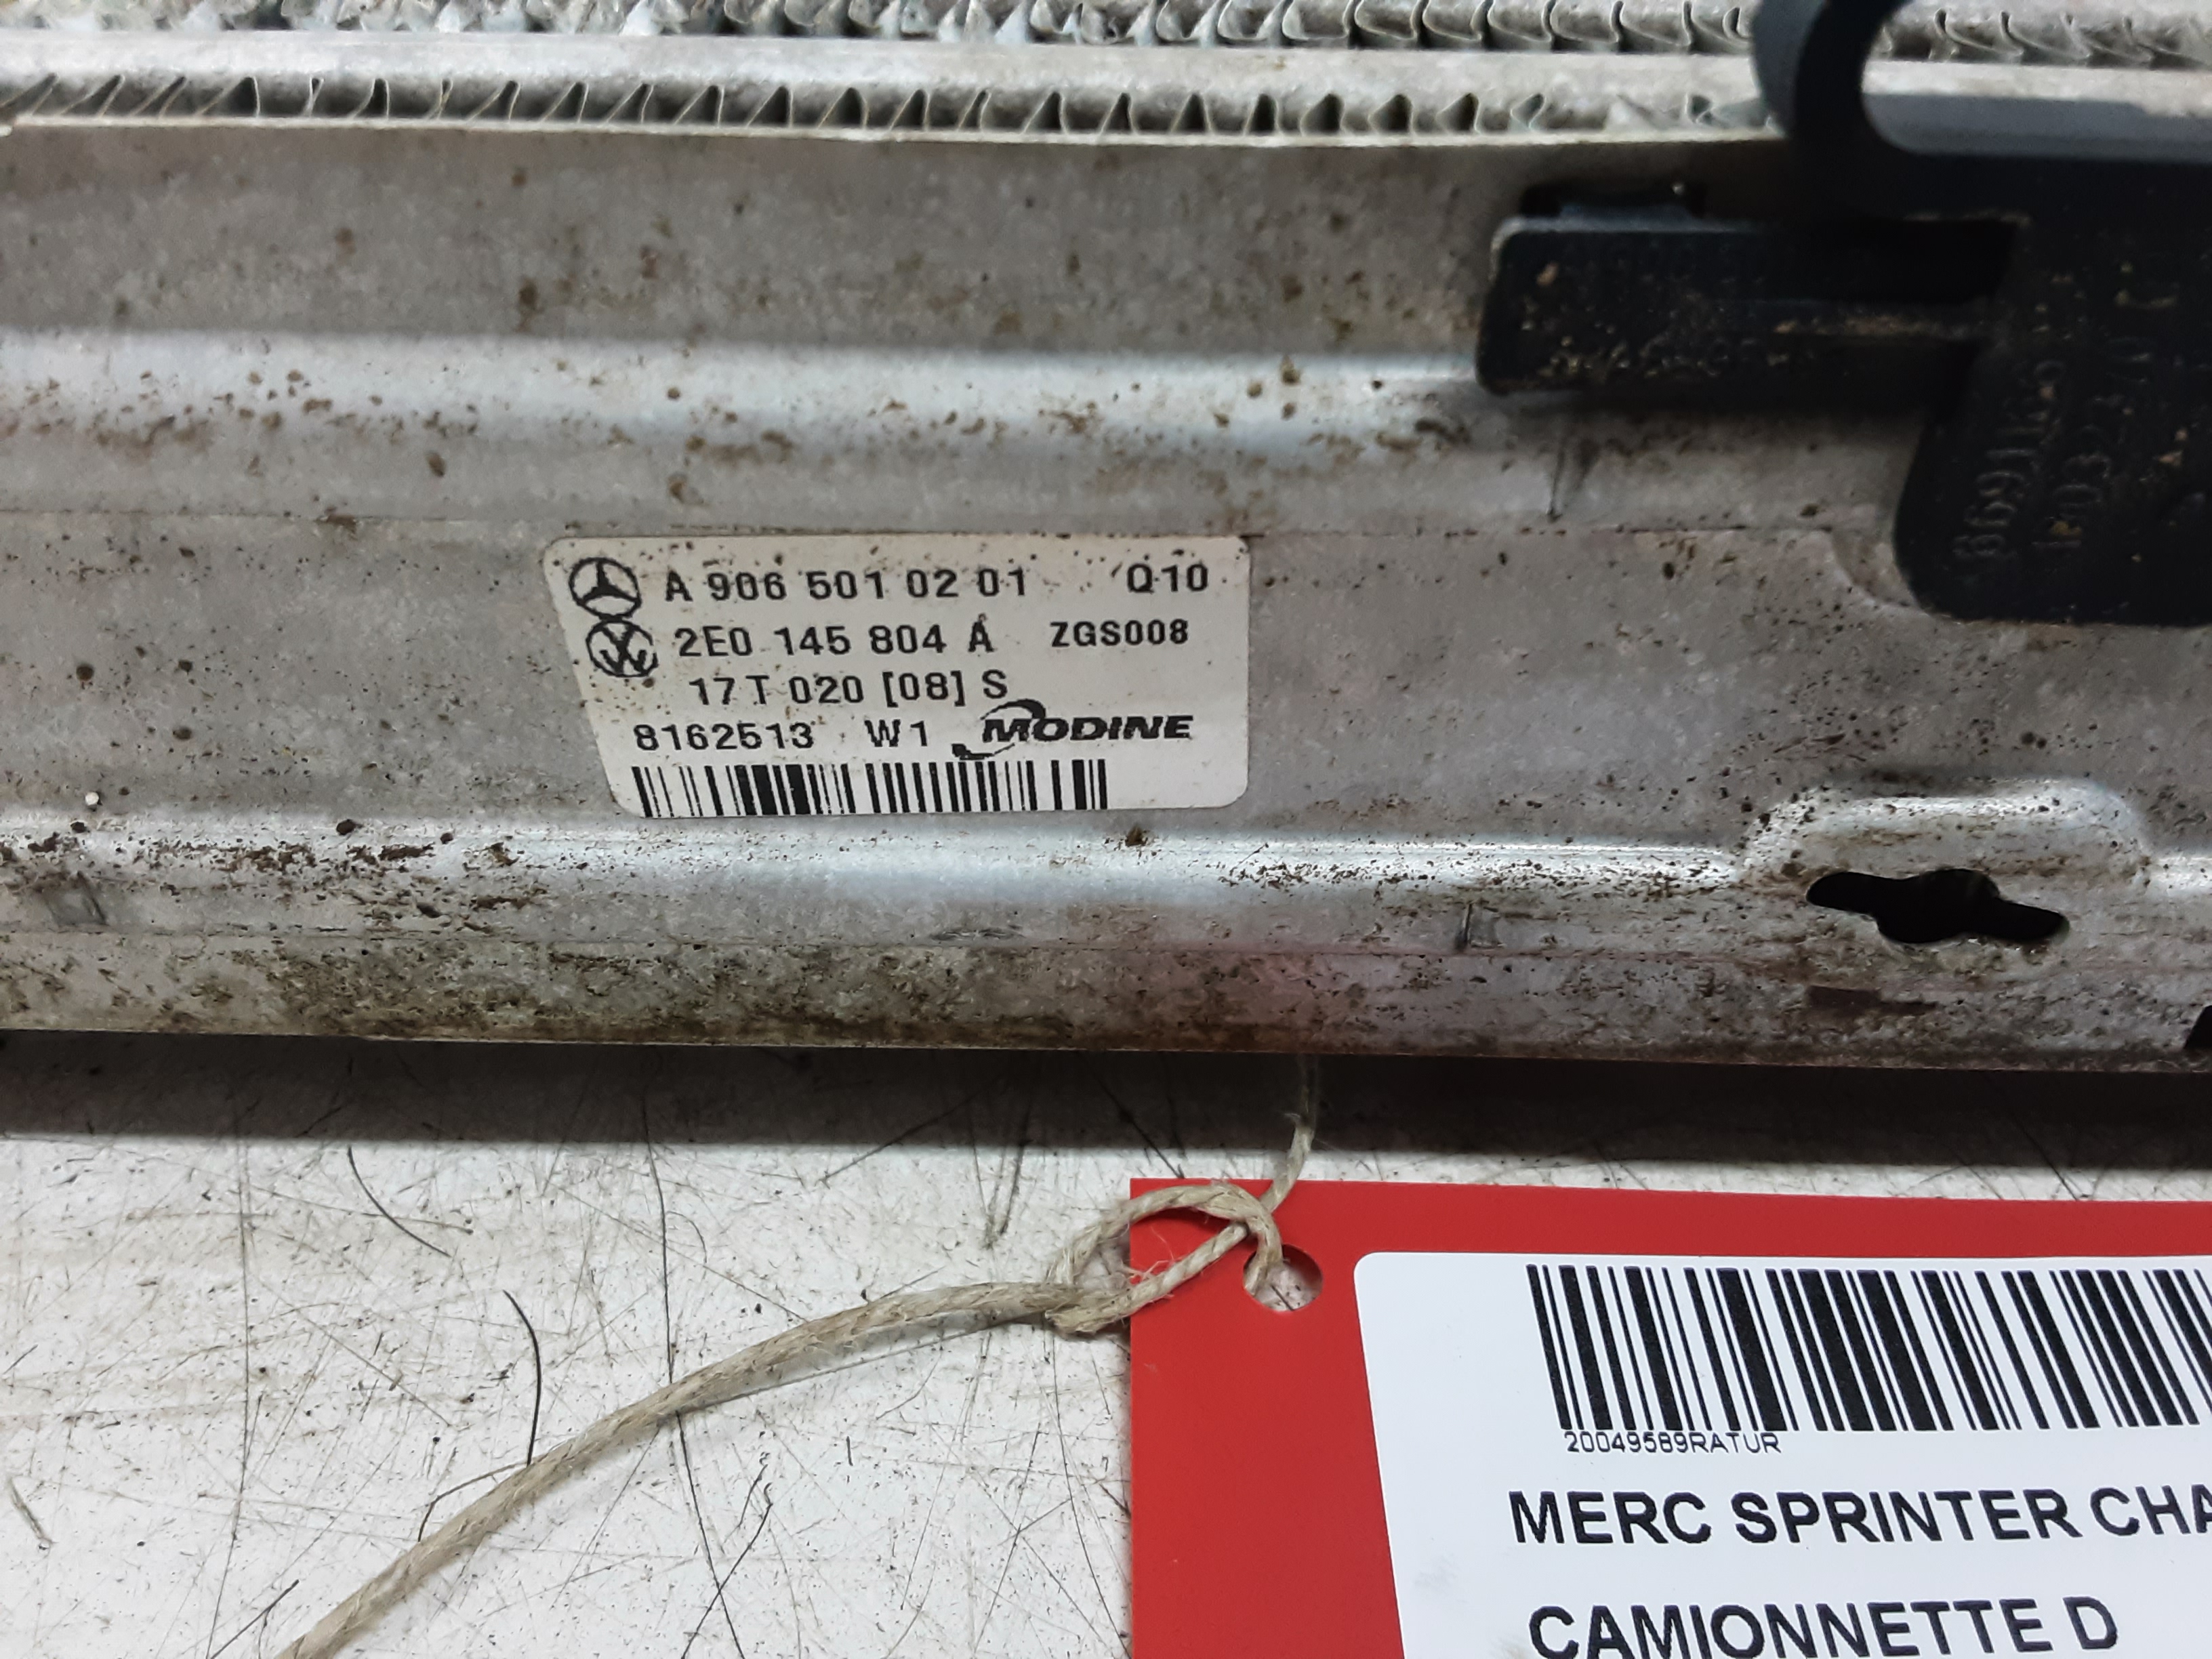 A 906 501 02 01 Q10
2E0 145 804 A ZGS008
17T 020 [08] S
8162513 W1 MODINE
20049589RATUR
MERC SPRINTER CHA
CAMIONNETTE D